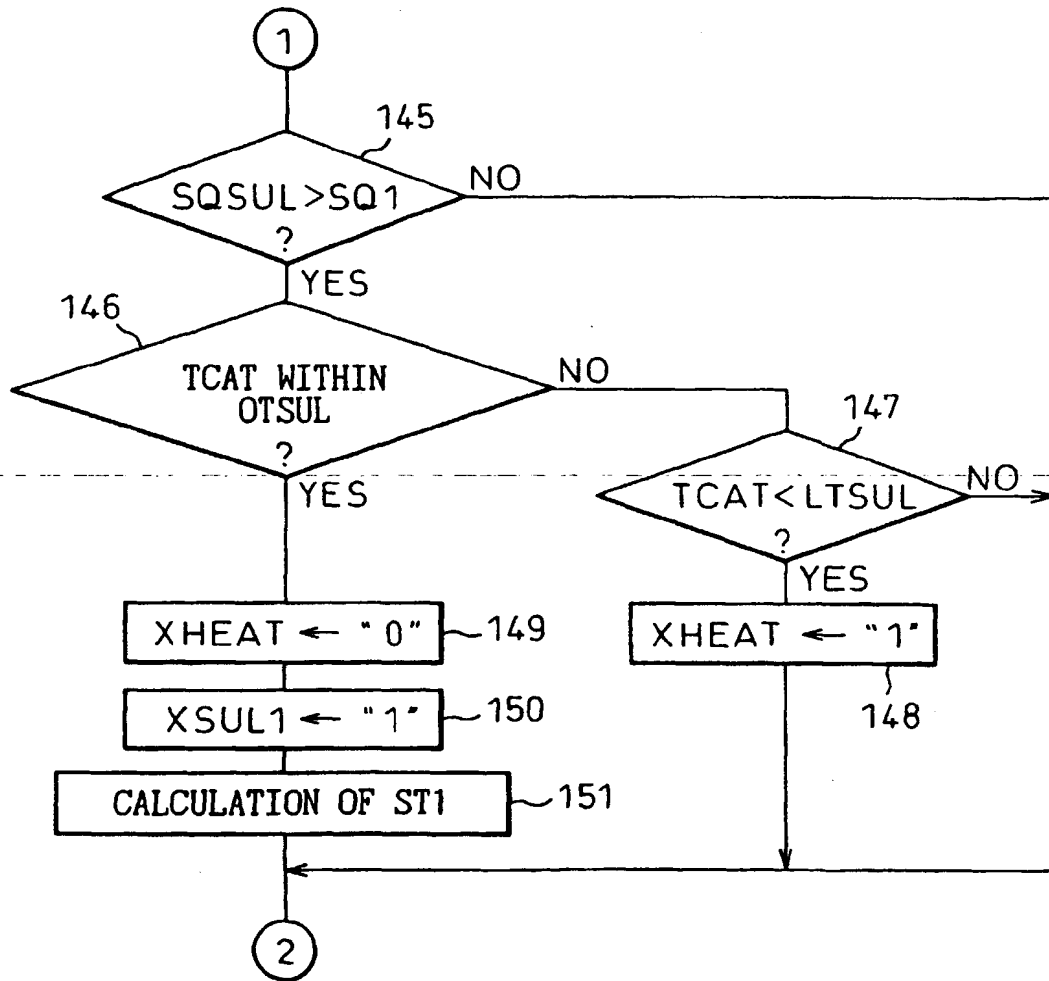 1
145
SQSUL>SQ1
?
NO
YES
146
TCAT WITHIN
OTSUL
?
NO
YES
147
TCAT<LTSUL
?
NO
YES
XHEAT ← "0"
149
XHEAT ← "1"
148
XSUL1 ← "1"
150
CALCULATION OF ST1
151
2